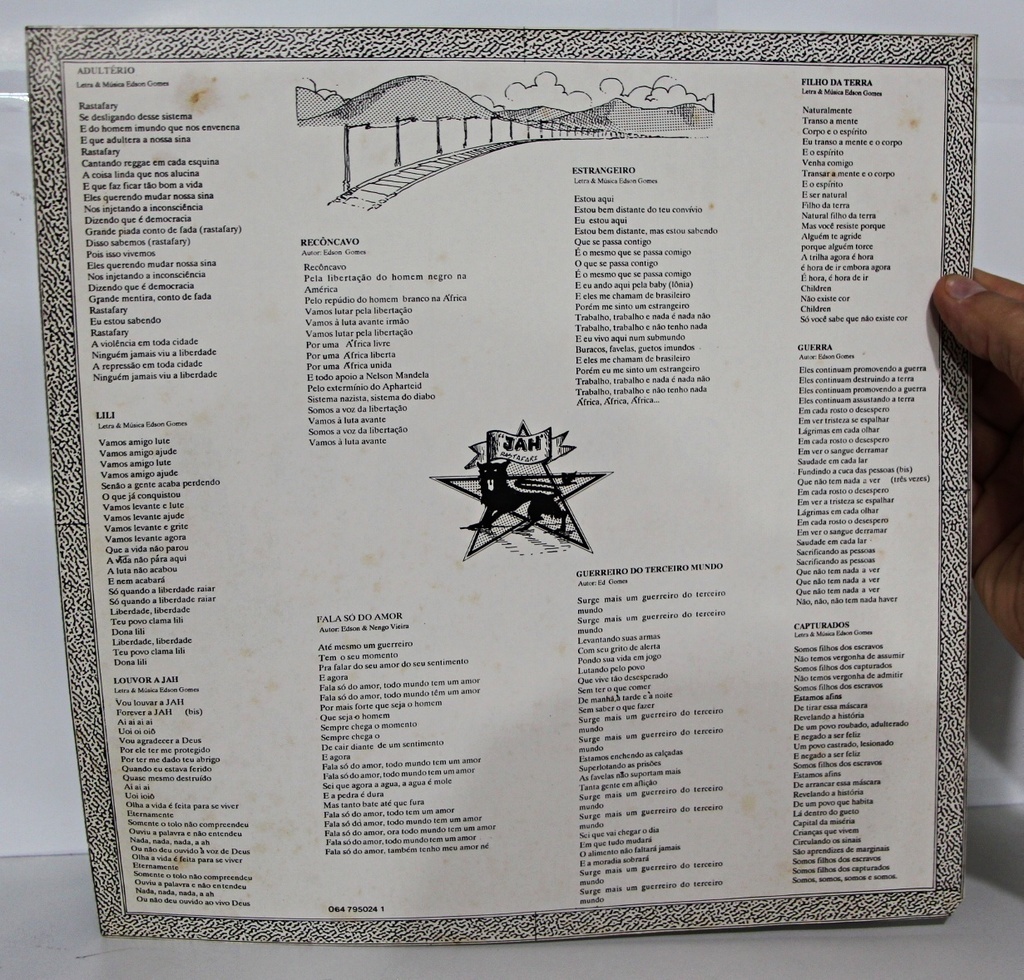 ADULTÉRIO
Letra & Música Edson Gomes
Rastafary
Se desligando desse sistema
E do homem imundo que nos envenena
E que adultera a nossa sina
Rastafary
Cantando reggae em cada esquina
A coisa linda que nos alucina
E que faz ficar tão bom a vida
Eles querendo mudar nossa sina
Nos injetando a inconsciência
Dizendo que é democracia
Grande piada conto de fada (rastafary)
Disso sabemos (rastafary)
Pois isso vivemos
Eles querendo mudar nossa sina
Nos injetando a inconsciência
Dizendo que é democracia
Grande mentira, conto de fada
Rastafary
Eu estou sabendo
Rastafary
A violência em toda cidade
Ninguém jamais viu a liberdade
A repressão em toda cidade
Ninguém jamais viu a liberdade
LILI
Letra & Música Edson Gomes
Vamos amigo lute
Vamos amigo ajude
Vamos amigo lute
Vamos amigo ajude
Senão a gente acaba perdendo
O que já conquistou
Vamos levante e lute
Vamos levante ajude
Vamos levante e grite
Vamos levante agora
Que a vida não parou
A vida não pára aqui
A luta não acabou
E nem acabará
Só quando a liberdade raiar
Só quando a liberdade raiar
Liberdade, liberdade
Teu povo clama lili
Dona lili
Liberdade, liberdade
Teu povo clama lili
Dona lili
LOUVOR A JAH
Letra & Música Edson Gomes
Vou louvar a JAH
Forever a JAH (bis)
Ai ai ai ai
Uoi oi oiô
Vou agradecer a Deus
Por ele ter me protegido
Por ter me dado teu abrigo
Quando eu estava ferido
Quase mesmo destruído
Ai ai ai
Uoi ioiô
Olha a vida é feita para se viver
Eternamente
Somente o tolo não compreendeu
Ouviu a palavra e não entendeu
Nada, nada, nada, a ah
Ou não deu ouvido à voz de Deus
Olha a vida é feita para se viver
Eternamente
Somente o tolo não compreendeu
Ouviu a palavra e não entendeu
Nada, nada, nada, a ah
Ou não deu ouvido ao vivo Deus
RECÔNCAVO
Autor: Edson Gomes
Recôncavo
Pela libertação do homem negro na
América
Pelo repúdio do homem branco na África
Vamos lutar pela libertação
Vamos à luta avante irmão
Vamos lutar pela libertação
Por uma África livre
Por uma África liberta
Por uma África unida
E todo apoio a Nelson Mandela
Pelo extermínio do Apharteid
Sistema nazista, sistema do diabo
Somos a voz da libertação
Vamos à luta avante
Somos a voz da libertação
Vamos à luta avante
FALA SÓ DO AMOR
Autor: Edson & Nengo Vieira
Até mesmo um guerreiro
Tem o seu momento
Pra falar do seu amor do seu sentimento
E agora
Fala só do amor, todo mundo tem um amor
Fala só do amor, todo mundo têm um amor
Por mais forte que seja o homem
Que seja o homem
Sempre chega o momento
Sempre chega o
De cair diante de um sentimento
E agora
Fala só do amor, todo mundo tem um amor
Fala só do amor, todo mundo tem um amor
Sei que agora a agua, a agua é mole
E a pedra é dura
Mas tanto bate até que fura
Fala só do amor, todo tem um amor
Fala só do amor, todo mundo tem um amor
Fala só do amor, ora todo mundo tem um amor
Fala só do amor, todo mundo tem um amor
Fala só do amor, também tenho meu amor né
064 795024 1
ESTRANGEIRO
Letra & Música Edson Gomes
Estou aqui
Estou bem distante do teu convívio
Eu estou aqui
Estou bem distante, mas estou sabendo
Que se passa contigo
É o mesmo que se passa comigo
O que se passa contigo
É o mesmo que se passa comigo
E eu ando aqui pela baby (lônia)
E eles me chamam de brasileiro
Porém me sinto um estrangeiro
Trabalho, trabalho e nada é nada não
Trabalho, trabalho e não tenho nada
E eu vivo aqui num submundo
Buracos, favelas, guetos imundos
E eles me chamam de brasileiro
Porém eu me sinto um estrangeiro
Trabalho, trabalho e nada é nada não
Trabalho, trabalho e não tenho nada
África, África, África...
JAH
RASTAFARI
GUERREIRO DO TERCEIRO MUNDO
Autor: Ed Gomes
Surge mais um guerreiro do terceiro
mundo
Surge mais um guerreiro do terceiro
mundo
Levantando suas armas
Com seu grito de alerta
Pondo sua vida em jogo
Lutando pelo povo
Que vive tão desesperado
Sem ter o que comer
De manhã,à tarde e à noite
Sem saber o que fazer
Surge mais um guerreiro do terceiro
mundo
Surge mais um guerreiro do terceiro
mundo
Estamos enchendo as calçadas
Superlotando as prisões
As favelas não suportam mais
Tanta gente em aflição
Surge mais um guerreiro do terceiro
mundo
Surge mais um guerreiro do terceiro
mundo
Sei que vai chegar o dia
Em que tudo mudará
O alimento não faltará jamais
E a moradia sobrará
Surge mais um guerreiro do terceiro
mundo
Surge mais um guerreiro do terceiro
mundo
FILHO DA TERRA
Letra & Música Edson Gomes
Naturalmente
Transo a mente
Corpo e o espírito
Eu transo a mente e o corpo
E o espírito
Venha comigo
Transar a mente e o corpo
E o espírito
E ser natural
Filho da terra
Natural filho da terra
Mas você resiste porque
Alguém te agride
porque alguém torce
A trilha agora é hora
é hora de ir embora agora
É hora, é hora de ir
Children
Não existe cor
Children
Só você sabe que não existe cor
GUERRA
Autor: Edson Gomes
Eles continuam promovendo a guerra
Eles continuam destruindo a terra
Eles continuam promovendo a guerra
Eles continuam assustando a terra
Em cada rosto o desespero
Em ver tristeza se espalhar
Lágrimas em cada olhar
Em cada rosto o desespero
Em ver o sangue derramar
Saudade em cada lar
Fundindo a cuca das pessoas (bis)
Que não tem nada a ver (três vezes)
Em cada rosto o desespero
Em ver a tristeza se espalhar
Lágrimas em cada olhar
Em cada rosto o desespero
Em ver o sangue derramar
Saudade em cada lar
Sacrificando as pessoas
Sacrificando as pessoas
Que não tem nada a ver
Que não tem nada a ver
Que não tem nada a ver
Não, não, não tem nada haver
CAPTURADOS
Letra & Música Edson Gomes
Somos filhos dos escravos
Não temos vergonha de assumir
Somos filhos dos capturados
Não temos vergonha de admitir
Somos filhos dos escravos
Estamos afins
De tirar essa máscara
Revelando a história
De um povo roubado, adulterado
E negado a ser feliz
Um povo castrado, lesionado
E negado a ser feliz
Somos filhos dos escravos
Estamos afins
De arrancar essa máscara
Revelando a história
De um povo que habita
Lá dentro do gueto
Capital da miséria
Crianças que vivem
Circulando os sinais
São aprendizes de marginais
Somos filhos dos escravos
Somos filhos dos capturados
Somos, somos, somos e somos.